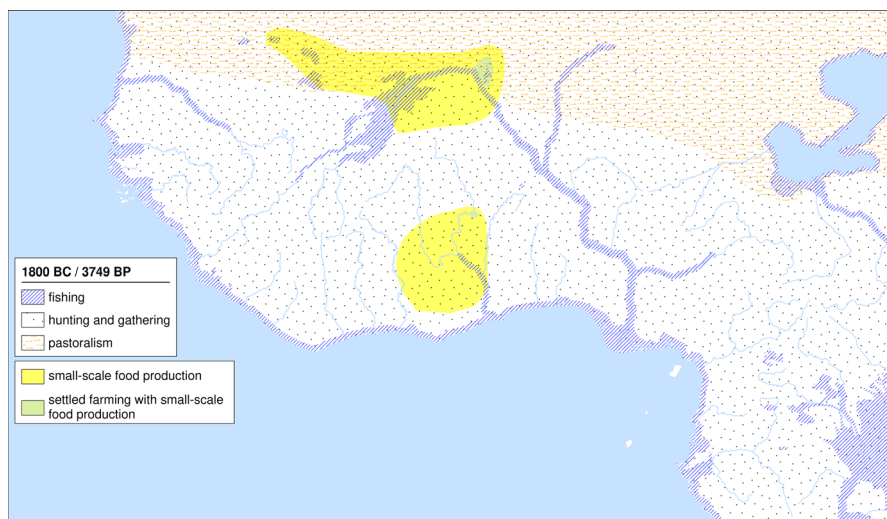 1800 BC / 3749 BP
fishing
hunting and gathering
pastoralism
small-scale food production
settled farming with small-scale
food production